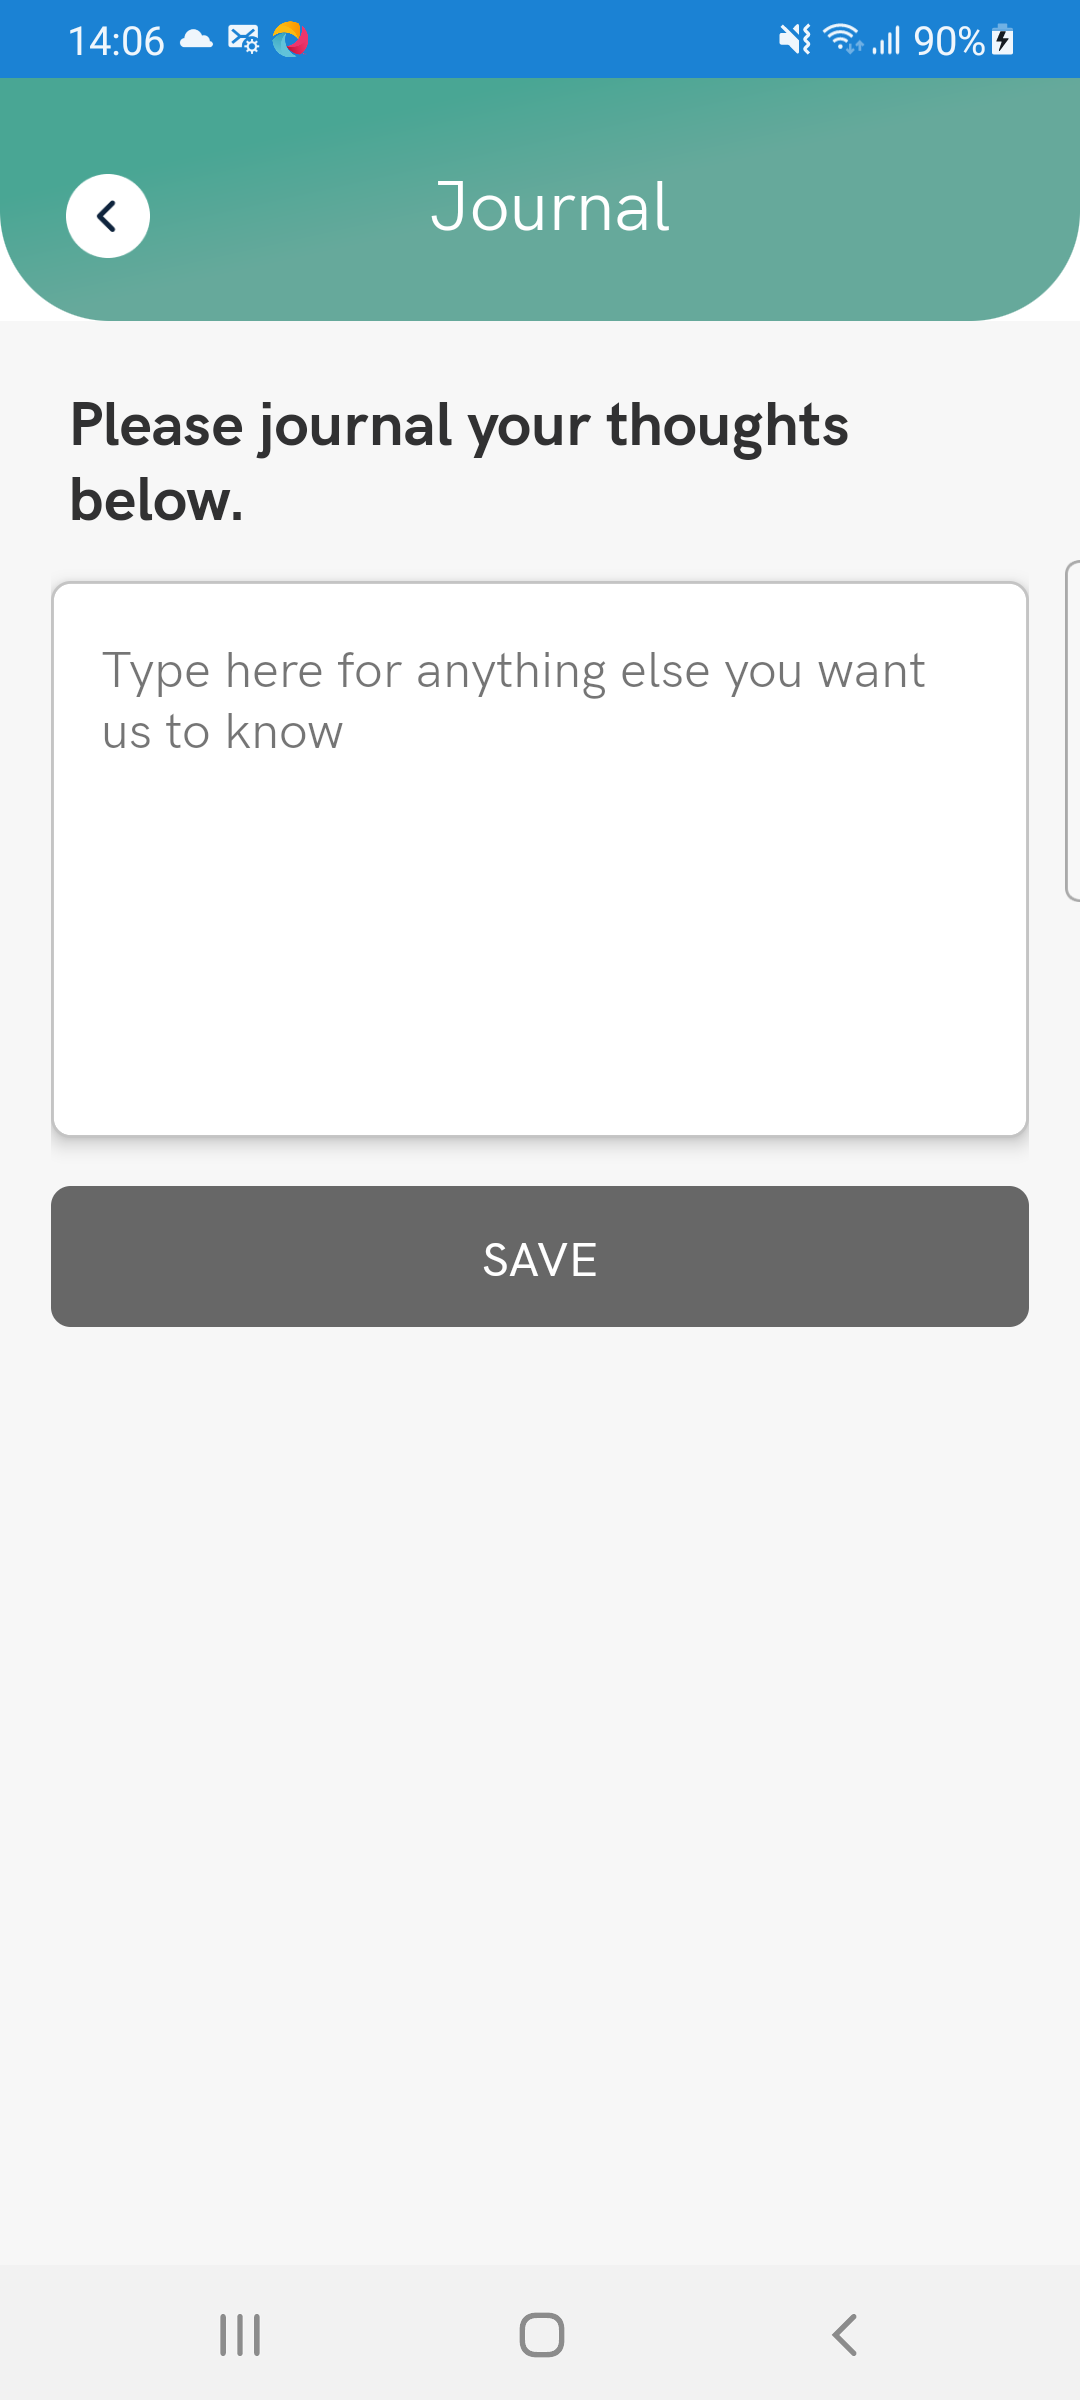 14:06
90%
Journal
Please journal your thoughts
below.
Type here for anything else you want
us to know
SAVE